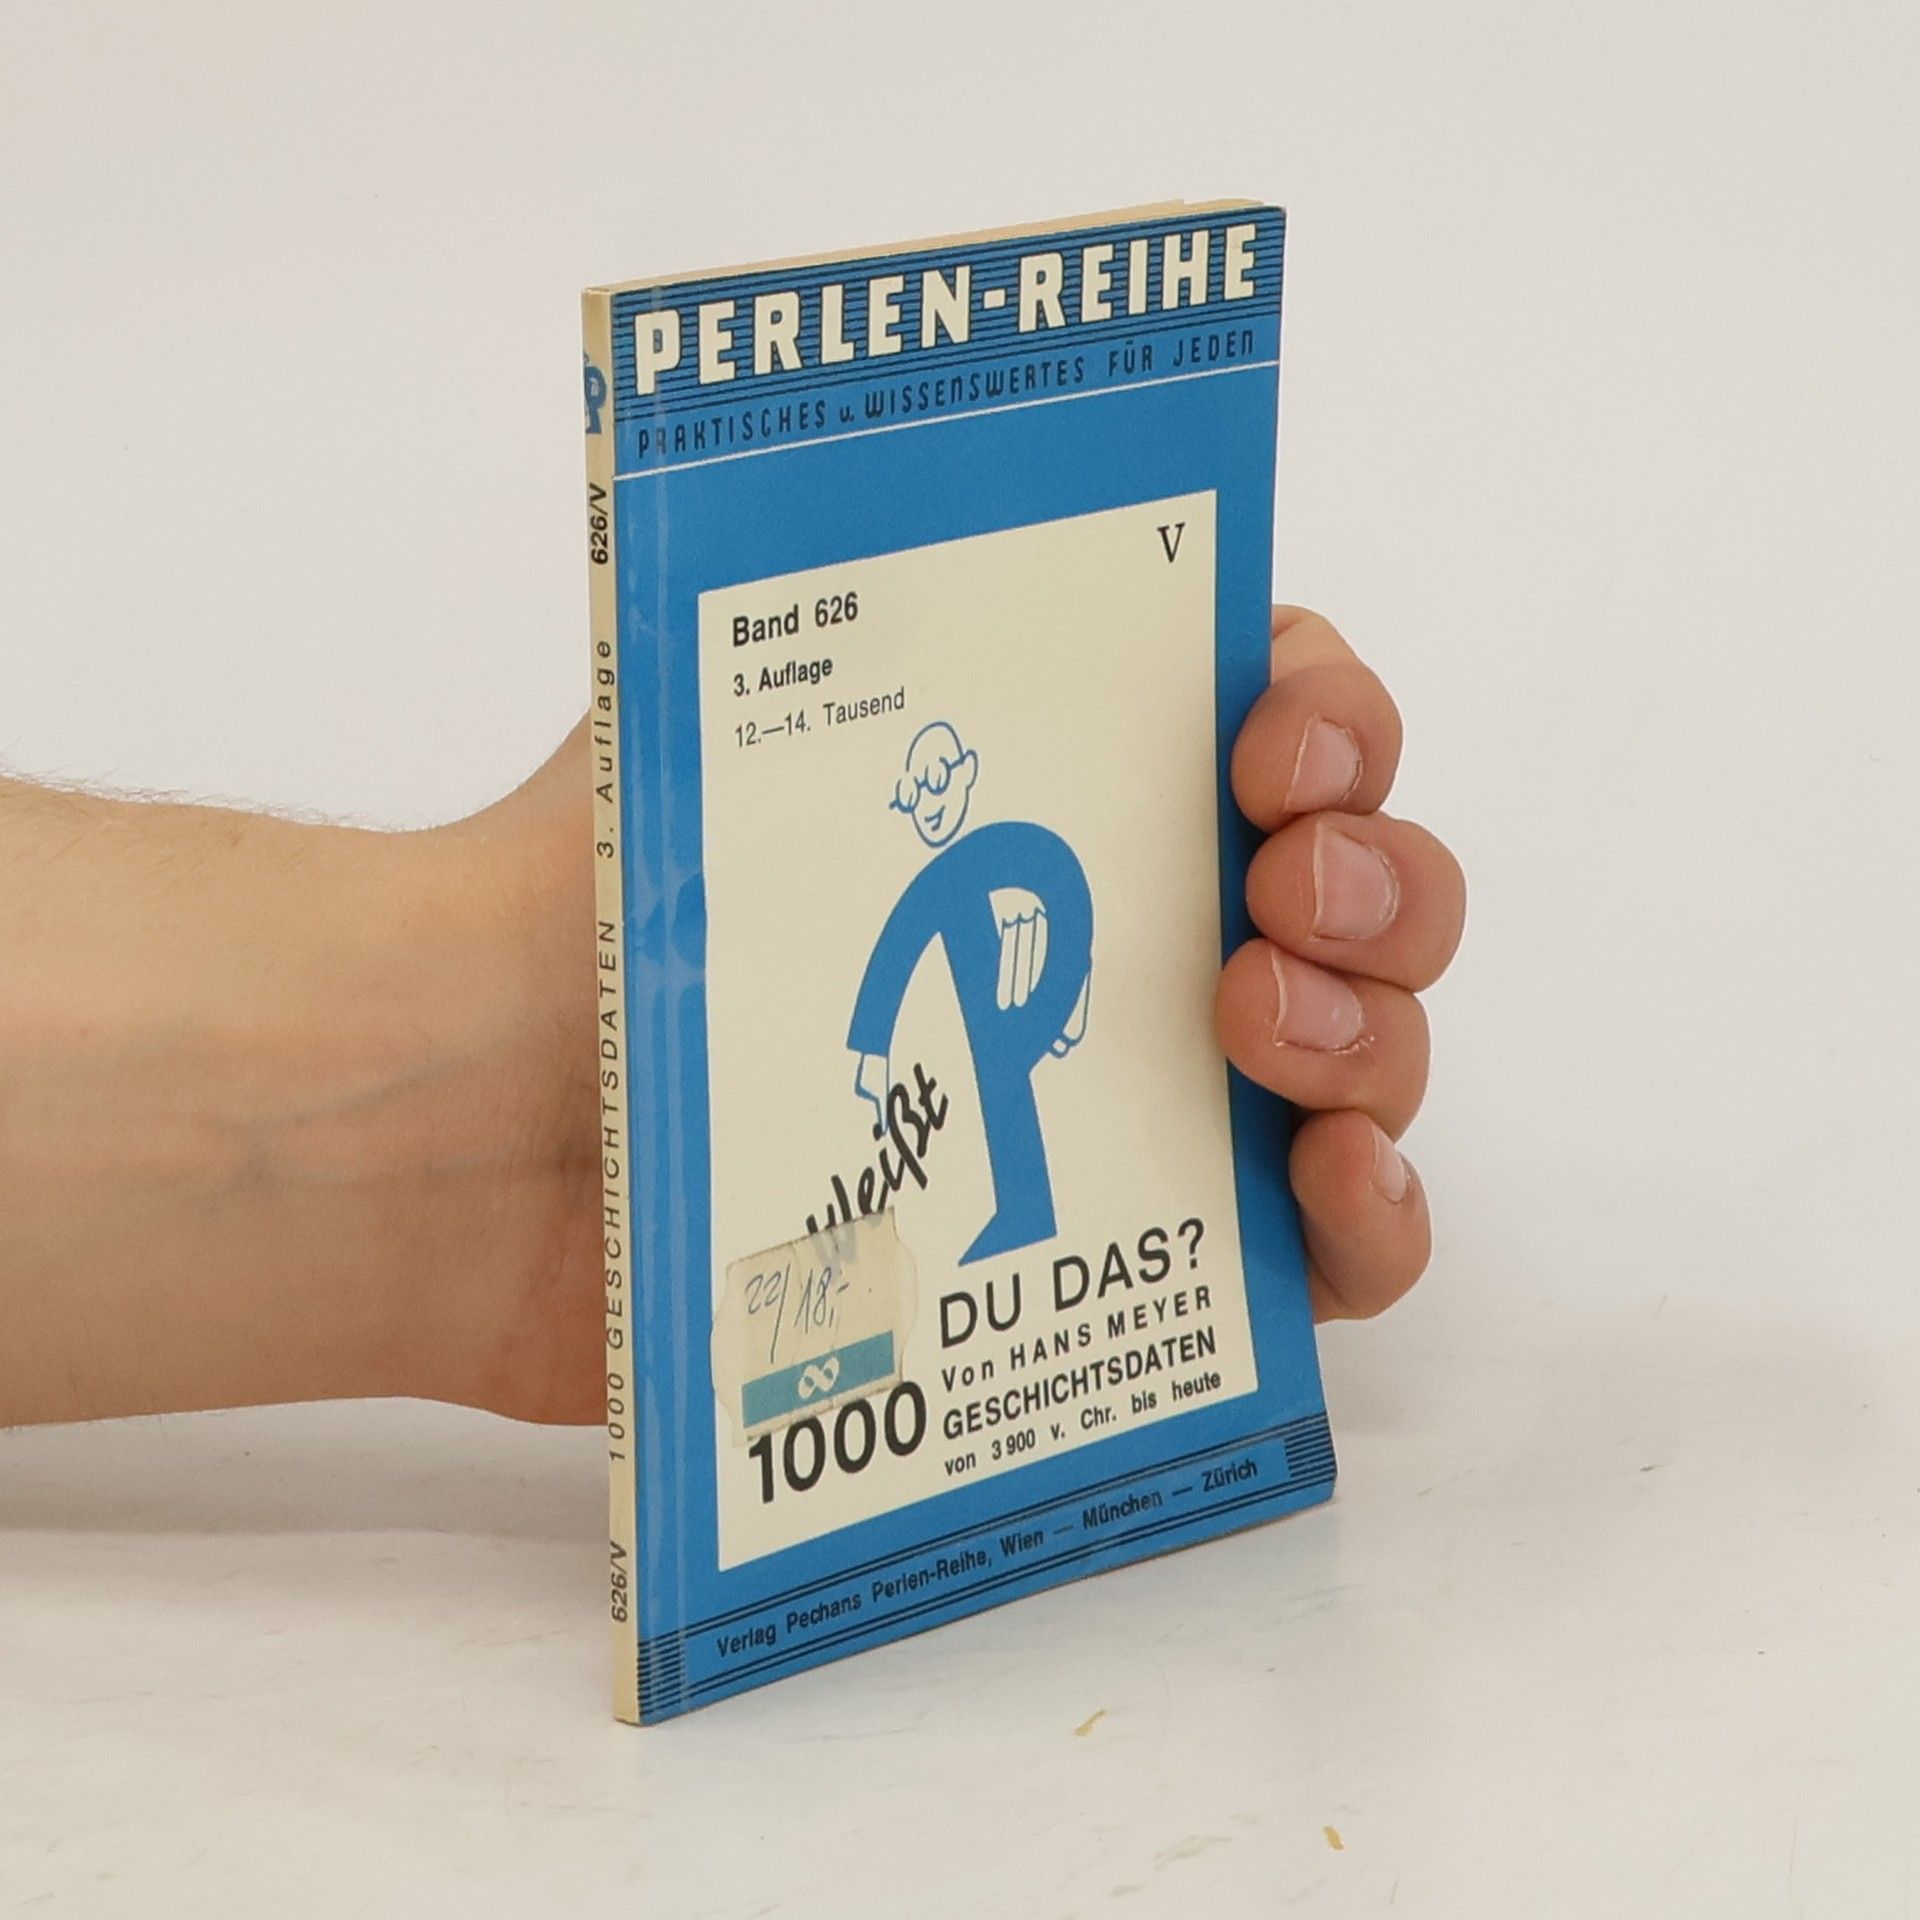 PERLEN-REIHE
PRAKTISCHES u. WISSENSWERTES FÜR JEDEN
V
Band 626
3. Auflage
12.—14. Tausend
Weißt
DU DAS?
Von HANS MEYER
1000 GESCHICHTSDATEN
von 3900 v. Chr. bis heute
22/18,-
Verlag Pechans Perlen-Reihe, Wien — München — Zürich
626/V 1000 GESCHICHTSDATEN 3. Auflage 626/V